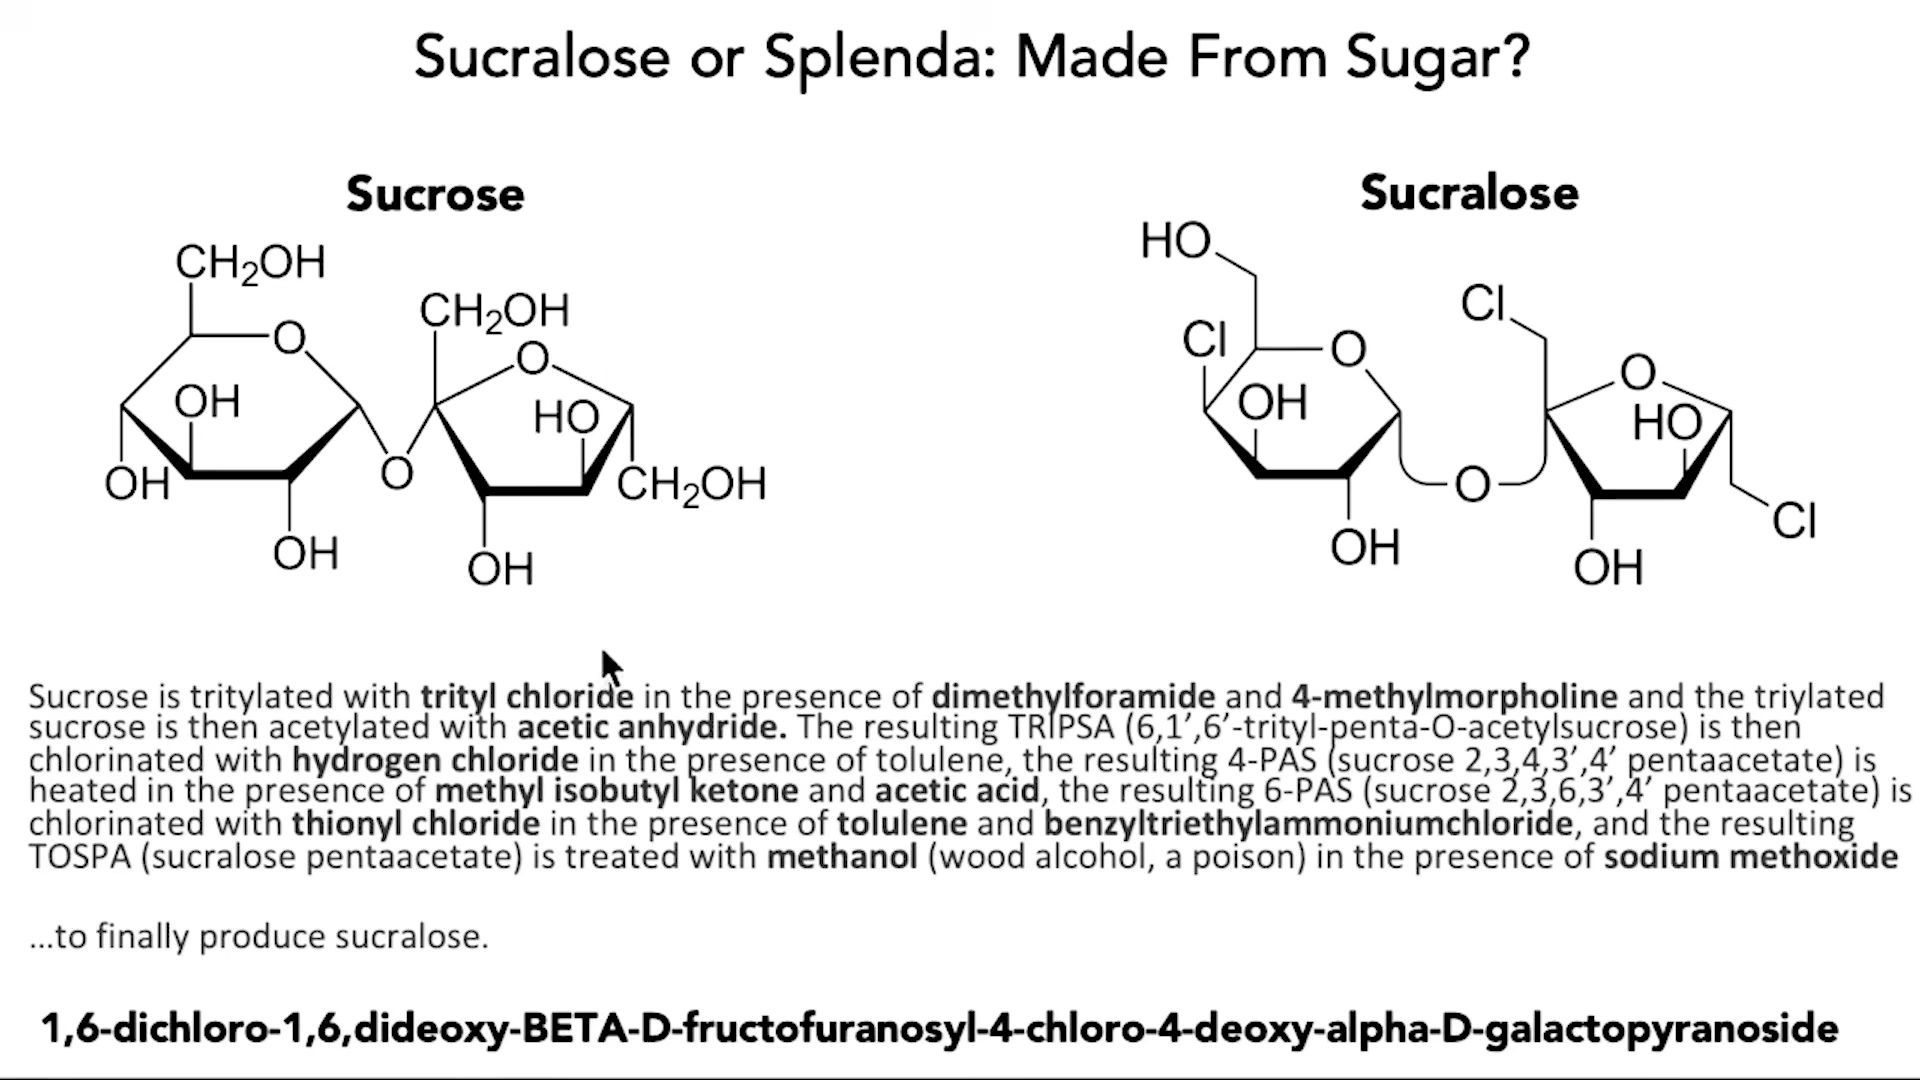 Sucralose or Splenda: Made From Sugar?
Sucrose
Sucralose
CH₂OH
CH₂OH
O
O
OH
HO
OH
O
CH₂OH
OH
OH
HO
Cl
Cl
O
O
OH
HO
O
Cl
OH
OH
Sucrose is tritylated with trityl chloride in the presence of dimethylforamide and 4-methylmorpholine and the triylated
sucrose is then acetylated with acetic anhydride. The resulting TRIPSA (6,1’,6’-trityl-penta-O-acetylsucrose) is then
chlorinated with hydrogen chloride in the presence of tolulene, the resulting 4-PAS (sucrose 2,3,4,3’,4’ pentaacetate) is
heated in the presence of methyl isobutyl ketone and acetic acid, the resulting 6-PAS (sucrose 2,3,6,3’,4’ pentaacetate) is
chlorinated with thionyl chloride in the presence of tolulene and benzyltriethylammoniumchloride, and the resulting
TOSPA (sucralose pentaacetate) is treated with methanol (wood alcohol, a poison) in the presence of sodium methoxide
...to finally produce sucralose.
1,6-dichloro-1,6,dideoxy-BETA-D-fructofuranosyl-4-chloro-4-deoxy-alpha-D-galactopyranoside